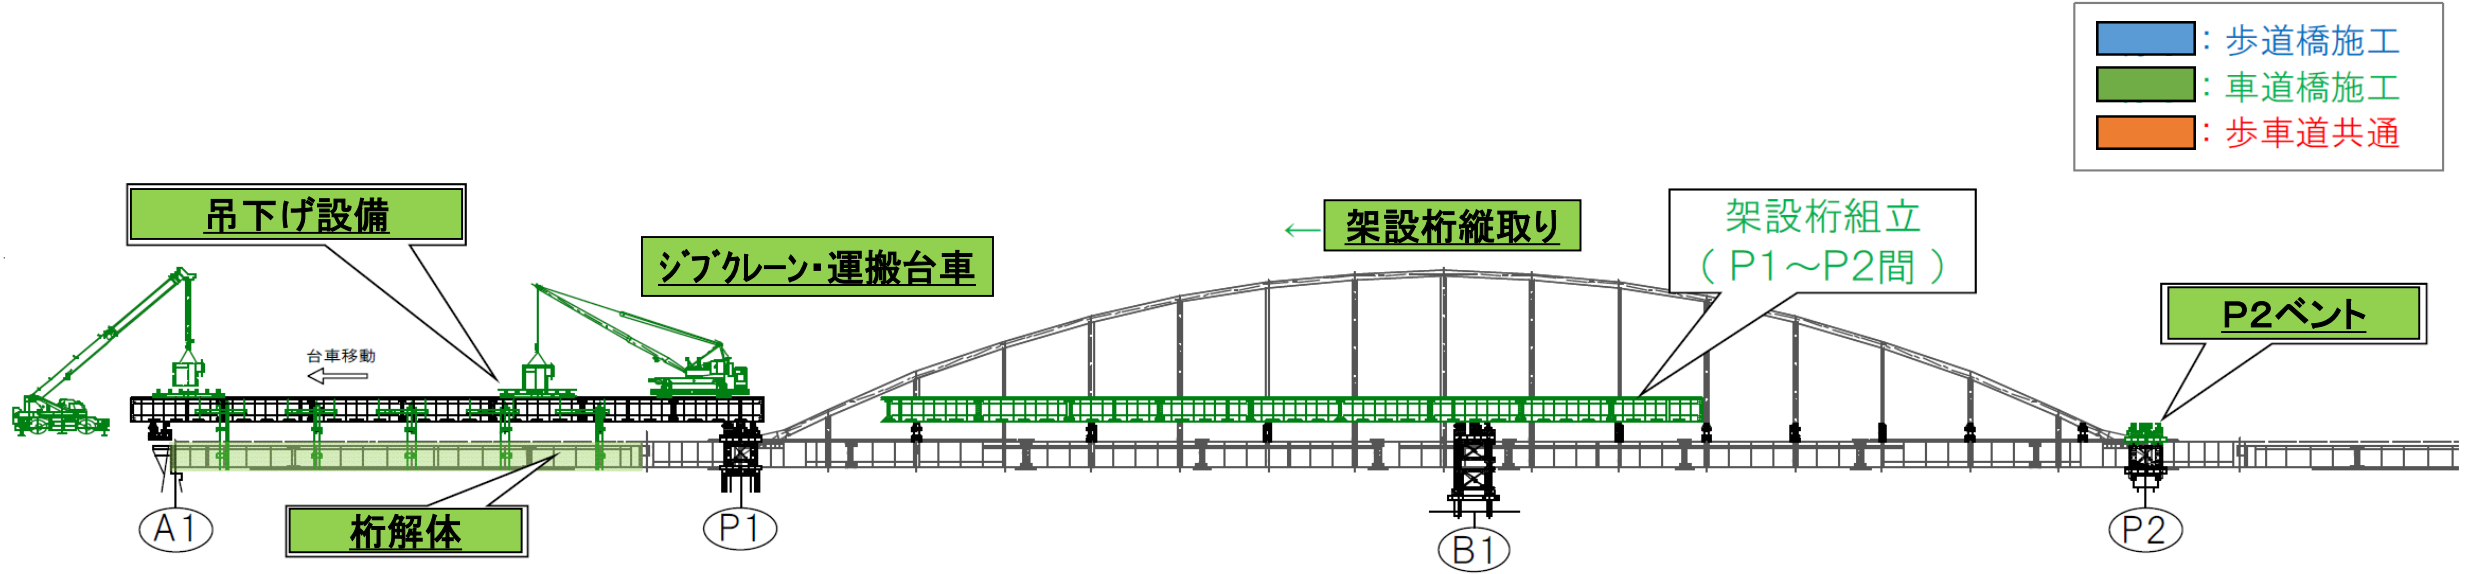 ：歩道橋施工
：車道橋施工
：歩車道共通
吊下げ設備
ｼﾞﾌﾞｸﾚｰﾝ・運搬台車
←架設桁縦取り
架設桁組立
（P1～P2間）
P2ベント
台車移動
桁解体
A1
P1
B1
P2